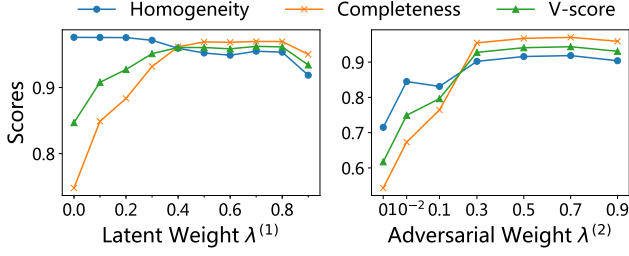 Homogeneity Completeness V-score
Scores
0.9
0.8
0.0 0.2 0.4 0.6 0.8
Latent Weight λ^(1)
0.9
0.8
0.7
0.6
0 10^-2 0.1 0.3 0.5 0.7 0.9
Adversarial Weight λ^(2)